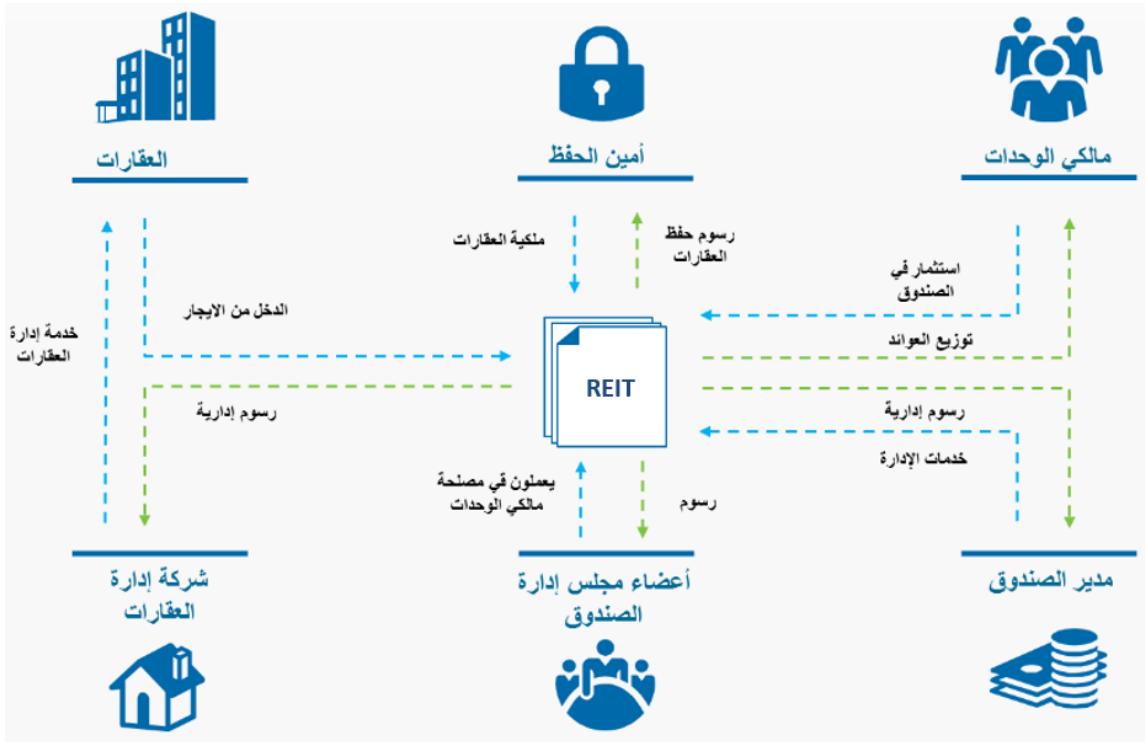 مالكي الوحدات
أمين الحفظ
العقارات
استثمار في
الصندوق
توزيع العوائد
رسوم إدارية
خدمات الإدارة
رسوم حفظ
العقارات
ملكية العقارات
REIT
الدخل من الايجار
خدمة إدارة
العقارات
رسوم إدارية
يعملون في مصلحة
مالكي الوحدات
رسوم
مدير الصندوق
أعضاء مجلس إدارة
الصندوق
شركة إدارة
العقارات